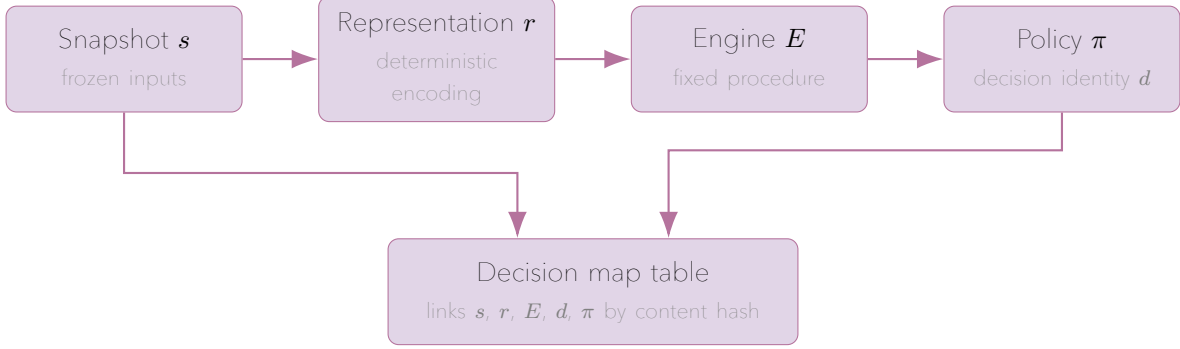 Snapshot s
frozen inputs
Representation r
deterministic
encoding
Engine E
fixed procedure
Policy π
decision identity d
Decision map table
links s, r, E, d, π by content hash